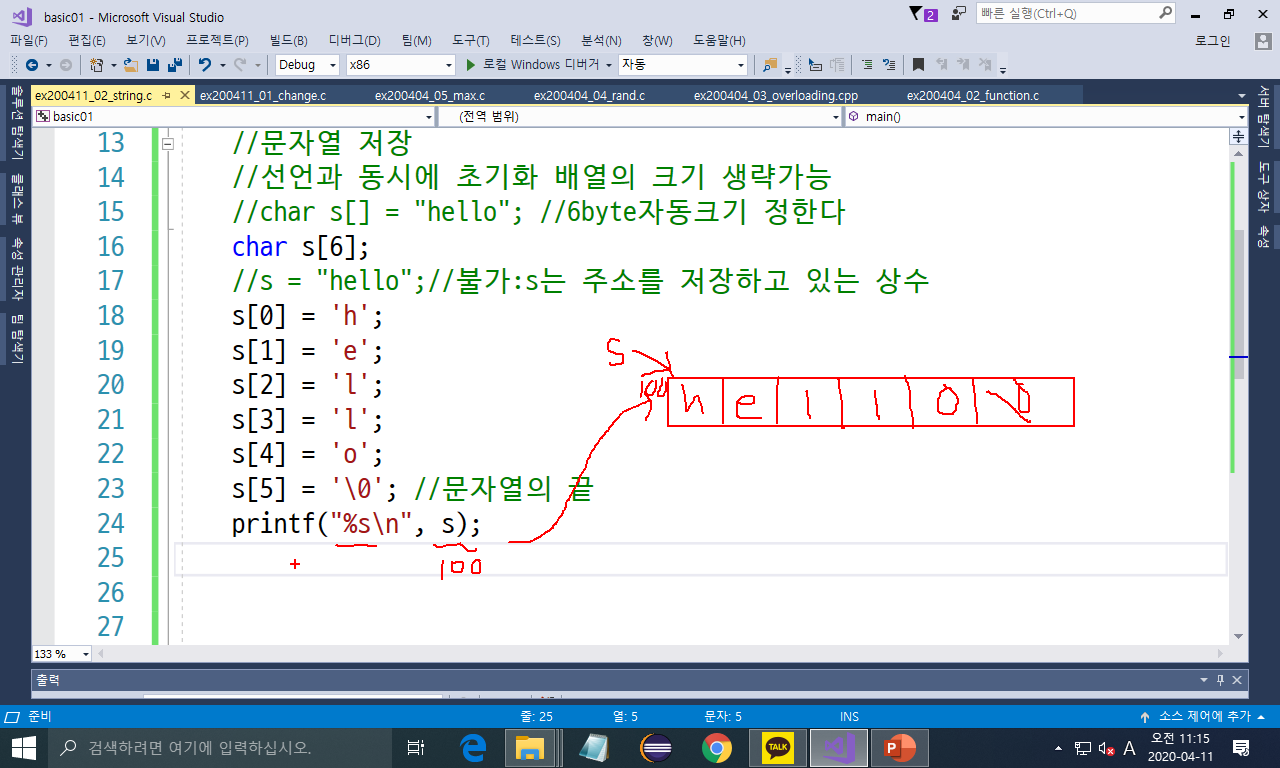 basic01 - Microsoft Visual Studio
2
빠른 실행(Ctrl+Q)
파일(F) 편집(E) 보기(V) 프로젝트(P) 빌드(B) 디버그(D) 팀(M) 도구(T) 테스트(S) 분석(N) 창(W) 도움말(H) 로그인
Debug x86 로컬 Windows 디버거 자동
ex200411_02_string.c ex200411_01_change.c ex200404_05_max.c ex200404_04_rand.c ex200404_03_overloading.cpp ex200404_02_function.c
basic01 (전역 범위) main()
솔루션 탐색기
클래스 뷰
속성 관리자
팀 탐색기
서버 탐색기
도구 상자
속성
13 //문자열 저장
14 //선언과 동시에 초기화 배열의 크기 생략가능
15 //char s[] = "hello"; //6byte자동크기 정한다
16 char s[6];
17 //s = "hello";//불가:s는 주소를 저장하고 있는 상수
18 s[0] = 'h';
19 s[1] = 'e';
20 s[2] = 'l';
21 s[3] = 'l';
22 s[4] = 'o';
23 s[5] = '\0'; //문자열의 끝
24 printf("%s\n", s);
25
26
27
S
100 h e l l o \0
100
133 %
출력
준비 줄: 25 열: 5 문자: 5 INS 소스 제어에 추가
검색하려면 여기에 입력하십시오.
TALK
P
A
오전 11:15
2020-04-11